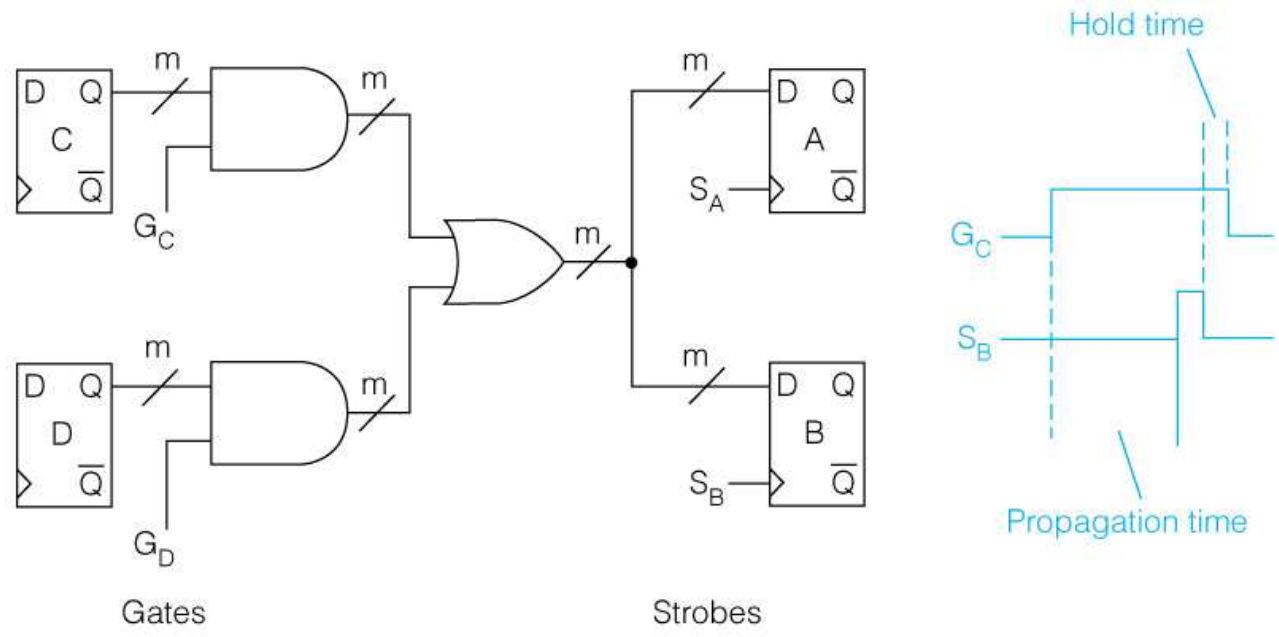 Hold time
m
m
m
D Q
C
Q̅
G_C
D Q
A
Q̅
S_A
m
G_C
S_B
m
m
m
D Q
D
Q̅
G_D
D Q
B
Q̅
S_B
Propagation time
Gates
Strobes